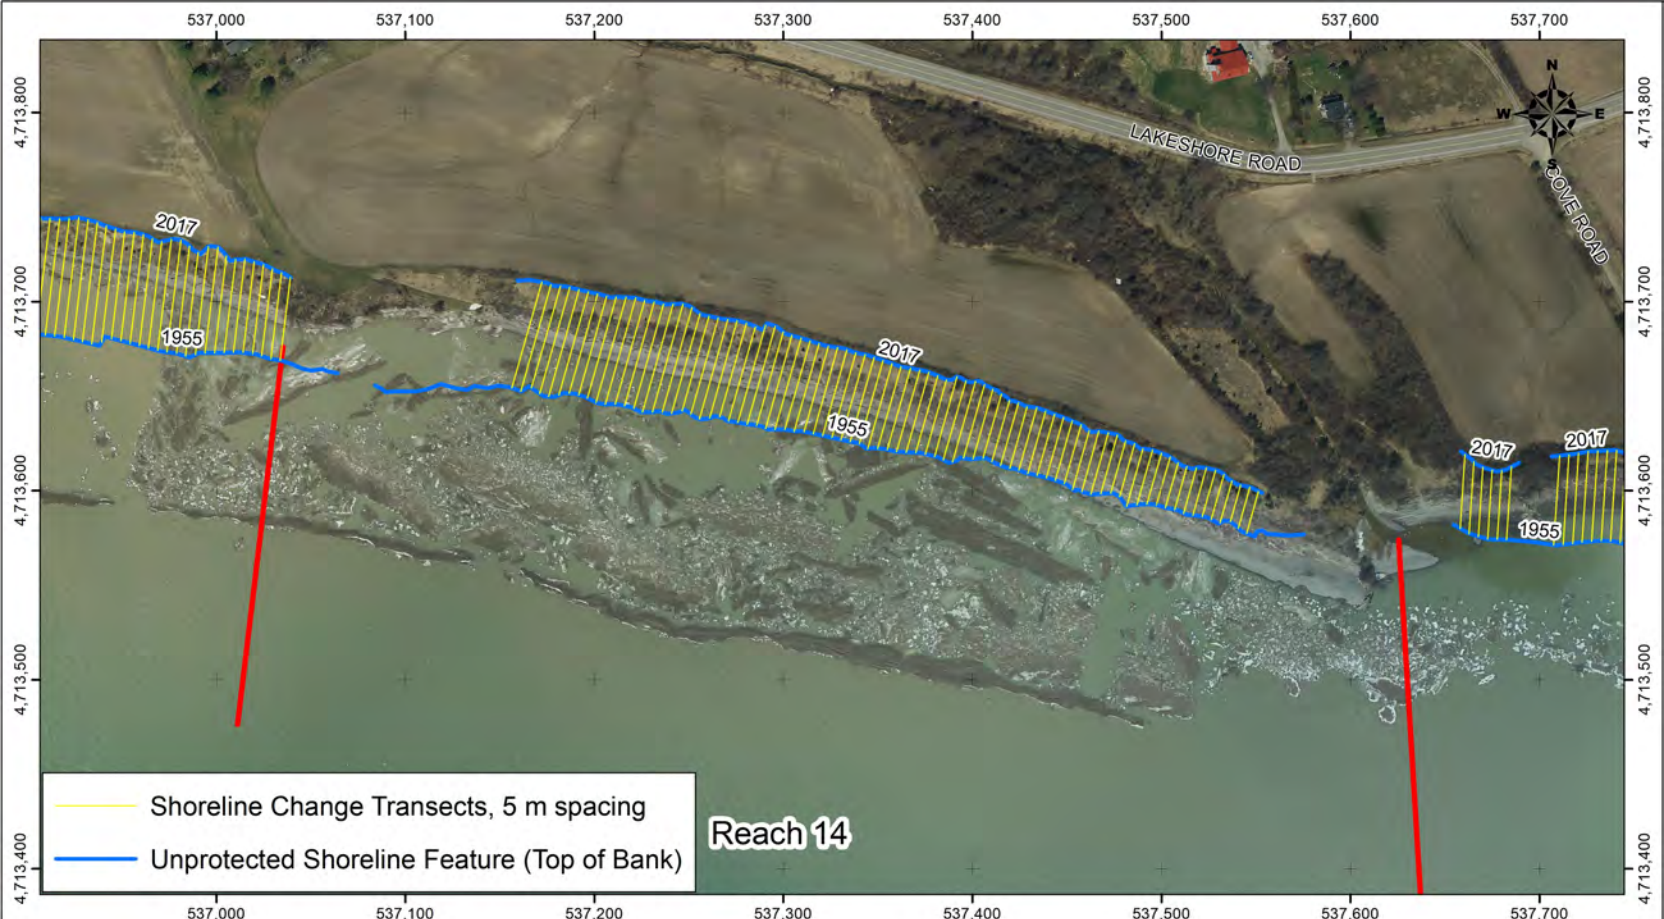 537,000 537,100 537,200 537,300 537,400 537,500 537,600 537,700
4,713,800
4,713,700
4,713,600
4,713,500
4,713,400
4,713,800
4,713,700
4,713,600
4,713,500
4,713,400
N
W E
S
LAKESHORE ROAD
COVE ROAD
2017
1955
2017
1955
2017
2017
1955
Shoreline Change Transects, 5 m spacing
Unprotected Shoreline Feature (Top of Bank)
Reach 14
537,000 537,100 537,200 537,300 537,400 537,500 537,600 537,700